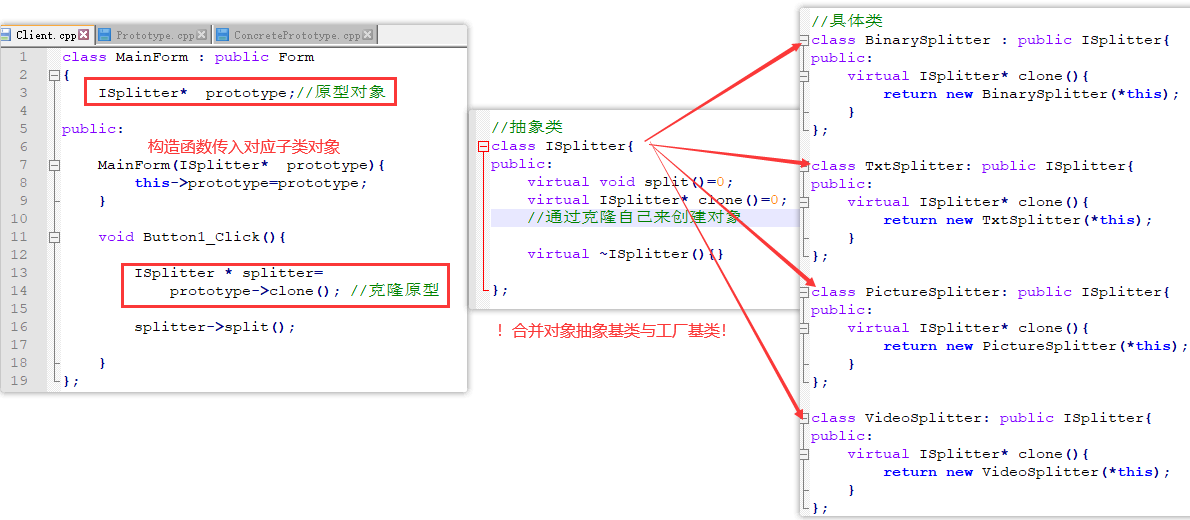 Client.cpp Prototype.cpp ConcretePrototype.cpp
1 class MainForm : public Form
2 {
3 ISplitter*  prototype;//原型对象
4
5 public:
6 构造函数传入对应子类对象
7 MainForm(ISplitter*  prototype){
8 this->prototype=prototype;
9 }
10
11 void Button1_Click(){
12
13 ISplitter * splitter=
14 prototype->clone(); //克隆原型
15
16 splitter->split();
17
18 }
19 };
//抽象类
class ISplitter{
public:
virtual void split()=0;
virtual ISplitter* clone()=0;
//通过克隆自己来创建对象
virtual ~ISplitter(){}
};
！合并对象抽象基类与工厂基类！
//具体类
class BinarySplitter : public ISplitter{
public:
virtual ISplitter* clone(){
return new BinarySplitter(*this);
}
};
class TxtSplitter: public ISplitter{
public:
virtual ISplitter* clone(){
return new TxtSplitter(*this);
}
};
class PictureSplitter: public ISplitter{
public:
virtual ISplitter* clone(){
return new PictureSplitter(*this);
}
};
class VideoSplitter: public ISplitter{
public:
virtual ISplitter* clone(){
return new VideoSplitter(*this);
}
};